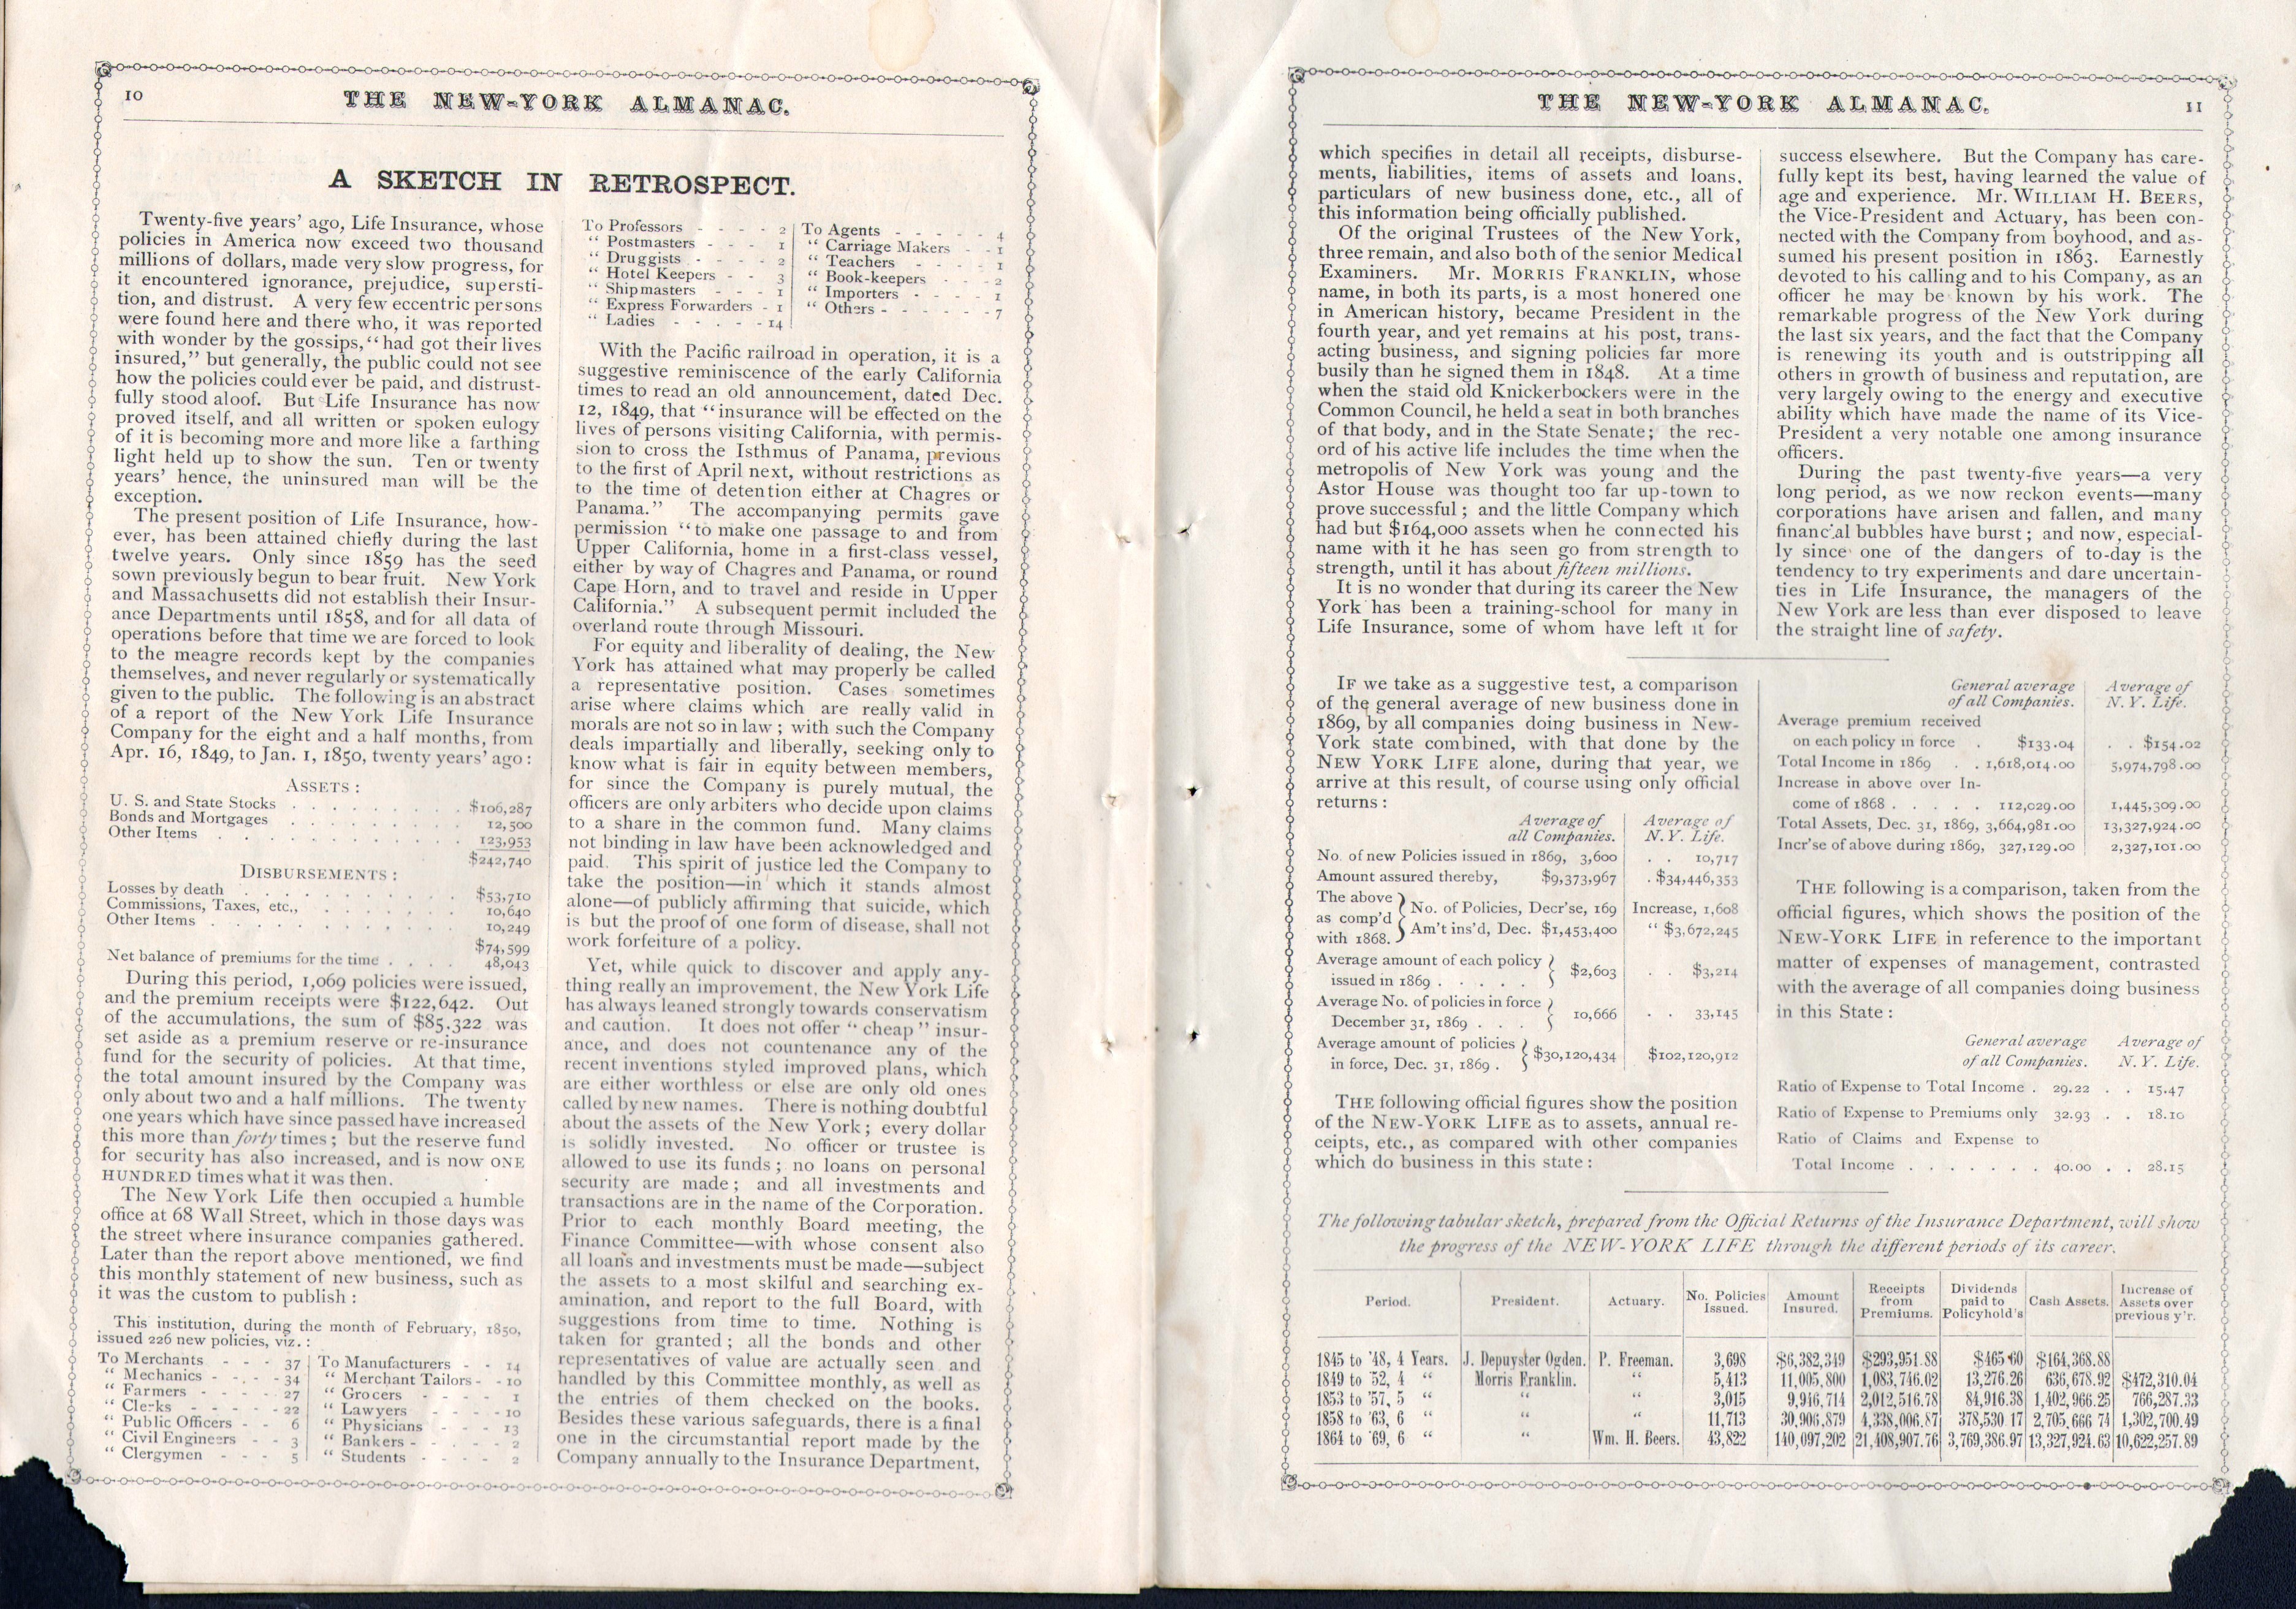 10
THE NEW-YORK ALMANAC.
A SKETCH IN RETROSPECT.
Twenty-five years' ago, Life Insurance, whose
policies in America now exceed two thousand
millions of dollars, made very slow progress, for
it encountered ignorance, prejudice, supersti-
tion, and distrust. A very few eccentric persons
were found here and there who, it was reported
with wonder by the gossips, "had got their lives
insured," but generally, the public could not see
how the policies could ever be paid, and distrust-
fully stood aloof. But Life Insurance has now
proved itself, and all written or spoken eulogy
of it is becoming more and more like a farthing
light held up to show the sun. Ten or twenty
years' hence, the uninsured man will be the
exception.
The present position of Life Insurance, how-
ever, has been attained chiefly during the last
twelve years. Only since 1859 has the seed
sown previously begun to bear fruit. New York
and Massachusetts did not establish their Insur-
ance Departments until 1858, and for all data of
operations before that time we are forced to look
to the meagre records kept by the companies
themselves, and never regularly or systematically
given to the public. The following is an abstract
of a report of the New York Life Insurance
Company for the eight and a half months, from
Apr. 16, 1849, to Jan. 1, 1850, twenty years' ago:
ASSETS:
U. S. and State Stocks . . . . . . . . . $106,287
Bonds and Mortgages . . . . . . . . . 12,500
Other Items . . . . . . . . . . . . 123,953
$242,740
DISBURSEMENTS:
Losses by death . . . . . . . . . . . $53,710
Commissions, Taxes, etc., . . . . . . . 10,640
Other Items . . . . . . . . . . . . 10,249
$74,599
Net balance of premiums for the time . . . . 48,043
During this period, 1,069 policies were issued,
and the premium receipts were $122,642. Out
of the accumulations, the sum of $85,322 was
set aside as a premium reserve or re-insurance
fund for the security of policies. At that time,
the total amount insured by the Company was
only about two and a half millions. The twenty
one years which have since passed have increased
this more than forty times; but the reserve fund
for security has also increased, and is now ONE
HUNDRED times what it was then.
The New York Life then occupied a humble
office at 68 Wall Street, which in those days was
the street where insurance companies gathered.
Later than the report above mentioned, we find
this monthly statement of new business, such as
it was the custom to publish:
This institution, during the month of February, 1850,
issued 226 new policies, viz.:
To Merchants - - - 37
" Mechanics - - - - 34
" Farmers - - - - 27
" Clerks - - - - - 22
" Public Officers - - 6
" Civil Engineers - - 3
" Clergymen - - - 5
To Manufacturers - - 14
" Merchant Tailors - - 10
" Grocers - - - - 1
" Lawyers - - - - 10
" Physicians - - - 13
" Bankers - - - - 2
" Students - - - - 2
To Professors - - - - 2
" Postmasters - - - 1
" Druggists - - - - 2
" Hotel Keepers - - 3
" Shipmasters - - - 1
" Express Forwarders - 1
" Ladies - - - - - 14
To Agents - - - - - 4
" Carriage Makers - - 1
" Teachers - - - - 1
" Book-keepers - - - 2
" Importers - - - - 1
" Others - - - - - - 7
With the Pacific railroad in operation, it is a
suggestive reminiscence of the early California
times to read an old announcement, dated Dec.
12, 1849, that "insurance will be effected on the
lives of persons visiting California, with permis-
sion to cross the Isthmus of Panama, previous
to the first of April next, without restrictions as
to the time of detention either at Chagres or
Panama." The accompanying permits gave
permission "to make one passage to and from
Upper California, home in a first-class vessel,
either by way of Chagres and Panama, or round
Cape Horn, and to travel and reside in Upper
California." A subsequent permit included the
overland route through Missouri.
For equity and liberality of dealing, the New
York has attained what may properly be called
a representative position. Cases sometimes
arise where claims which are really valid in
morals are not so in law; with such the Company
deals impartially and liberally, seeking only to
know what is fair in equity between members,
for since the Company is purely mutual, the
officers are only arbiters who decide upon claims
to a share in the common fund. Many claims
not binding in law have been acknowledged and
paid. This spirit of justice led the Company to
take the position—in which it stands almost
alone—of publicly affirming that suicide, which
is but the proof of one form of disease, shall not
work forfeiture of a policy.
Yet, while quick to discover and apply any-
thing really an improvement, the New York Life
has always leaned strongly towards conservatism
and caution. It does not offer "cheap" insur-
ance, and does not countenance any of the
recent inventions styled improved plans, which
are either worthless or else are only old ones
called by new names. There is nothing doubtful
about the assets of the New York; every dollar
is solidly invested. No officer or trustee is
allowed to use its funds; no loans on personal
security are made; and all investments and
transactions are in the name of the Corporation.
Prior to each monthly Board meeting, the
Finance Committee—with whose consent also
all loans and investments must be made—subject
the assets to a most skilful and searching ex-
amination, and report to the full Board, with
suggestions from time to time. Nothing is
taken for granted; all the bonds and other
representatives of value are actually seen and
handled by this Committee monthly, as well as
the entries of them checked on the books.
Besides these various safeguards, there is a final
one in the circumstantial report made by the
Company annually to the Insurance Department,
THE NEW-YORK ALMANAC.
11
which specifies in detail all receipts, disburse-
ments, liabilities, items of assets and loans,
particulars of new business done, etc., all of
this information being officially published.
Of the original Trustees of the New York,
three remain, and also both of the senior Medical
Examiners. Mr. MORRIS FRANKLIN, whose
name, in both its parts, is a most honored one
in American history, became President in the
fourth year, and yet remains at his post, trans-
acting business, and signing policies far more
busily than he signed them in 1848. At a time
when the staid old Knickerbockers were in the
Common Council, he held a seat in both branches
of that body, and in the State Senate; the rec-
ord of his active life includes the time when the
metropolis of New York was young and the
Astor House was thought too far up-town to
prove successful; and the little Company which
had but $164,000 assets when he connected his
name with it he has seen go from strength to
strength, until it has about fifteen millions.
It is no wonder that during its career the New
York has been a training-school for many in
Life Insurance, some of whom have left it for
success elsewhere. But the Company has care-
fully kept its best, having learned the value of
age and experience. Mr. WILLIAM H. BEERS,
the Vice-President and Actuary, has been con-
nected with the Company from boyhood, and as-
sumed his present position in 1863. Earnestly
devoted to his calling and to his Company, as an
officer he may be known by his work. The
remarkable progress of the New York during
the last six years, and the fact that the Company
is renewing its youth and is outstripping all
others in growth of business and reputation, are
very largely owing to the energy and executive
ability which have made the name of its Vice-
President a very notable one among insurance
officers.
During the past twenty-five years—a very
long period, as we now reckon events—many
corporations have arisen and fallen, and many
financial bubbles have burst; and now, especial-
ly since one of the dangers of to-day is the
tendency to try experiments and dare uncertain-
ties in Life Insurance, the managers of the
New York are less than ever disposed to leave
the straight line of safety.
IF we take as a suggestive test, a comparison
of the general average of new business done in
1869, by all companies doing business in New-
York state combined, with that done by the
NEW YORK LIFE alone, during that year, we
arrive at this result, of course using only official
returns:
Average of all Companies. Average of N. Y. Life.
No. of new Policies issued in 1869, 3,600 . . 10,717
Amount assured thereby, $9,373,967 . $34,446,353
The above as comp'd with 1868. No. of Policies, Decr'se, 169 Increase, 1,608
Am't ins'd, Dec. $1,453,400 " $3,672,245
Average amount of each policy
issued in 1869 . . . . . $2,603 . . $3,214
Average No. of policies in force
December 31, 1869 . . . 10,666 . . 33,145
Average amount of policies
in force, Dec. 31, 1869 . $30,120,434 $102,120,912
THE following official figures show the position
of the NEW-YORK LIFE as to assets, annual re-
ceipts, etc., as compared with other companies
which do business in this state:
General average of all Companies. Average of N. Y. Life.
Average premium received
on each policy in force . $133.04 . . $154.02
Total Income in 1869 . . 1,618,014.00 5,974,798.00
Increase in above over In-
come of 1868 . . . . . 112,029.00 1,445,309.00
Total Assets, Dec. 31, 1869, 3,664,981.00 13,327,924.00
Incr'se of above during 1869, 327,129.00 2,327,101.00
THE following is a comparison, taken from the
official figures, which shows the position of the
NEW-YORK LIFE in reference to the important
matter of expenses of management, contrasted
with the average of all companies doing business
in this State:
General average of all Companies. Average of N. Y. Life.
Ratio of Expense to Total Income . 29.22 . . 15.47
Ratio of Expense to Premiums only 32.93 . . 18.10
Ratio of Claims and Expense to
Total Income . . . . . . . 40.00 . . 28.15
The following tabular sketch, prepared from the Official Returns of the Insurance Department, will show
the progress of the NEW-YORK LIFE through the different periods of its career.
Period. President. Actuary. No. Policies Issued. Amount Insured. Receipts from Premiums. Dividends paid to Policyhold's Cash Assets. Increase of Assets over previous y'r.
1845 to '48, 4 Years. J. Depuyster Ogden. P. Freeman. 3,698 $6,382,349 $293,951.88 $465 60 $164,368.88
1849 to '52, 4 " Morris Franklin. " 5,413 11,005,800 1,083,746.02 13,276.26 636,678.92 $472,310.04
1853 to '57, 5 " " " 3,015 9,946,714 2,012,516.78 84,916.38 1,402,966.25 766,287.33
1858 to '63, 6 " " " 11,713 30,906,879 4,338,006.87 378,530 17 2,705,666 74 1,302,700.49
1864 to '69, 6 " " Wm. H. Beers. 43,822 140,097,202 21,408,907.76 3,769,386.97 13,327,924.63 10,622,257.89